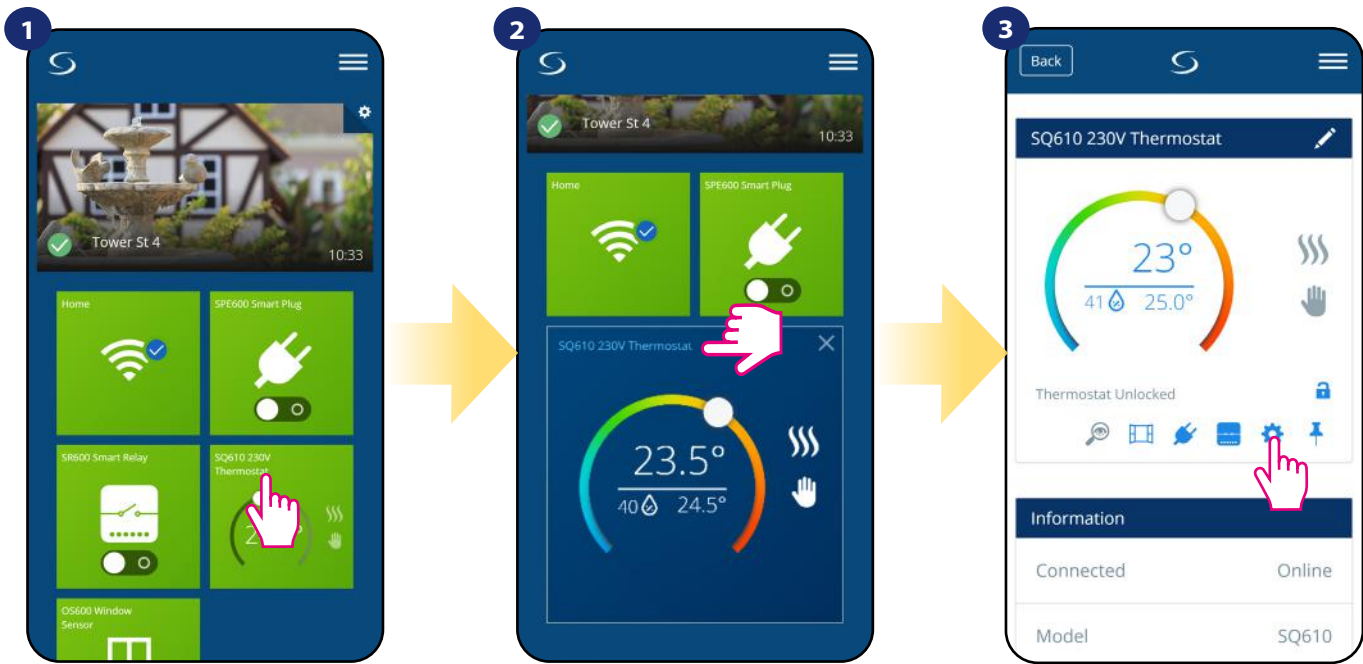 1
Tower St 4
10:33
Home
SPE600 Smart Plug
SR600 Smart Relay
SQ610 230V
Thermostat
OS600 Window
Sensor
2
Tower St 4
10:33
Home
SPE600 Smart Plug
SQ610 230V Thermostat
23.5°
40 24.5°
3
Back
SQ610 230V Thermostat
23°
41 25.0°
Thermostat Unlocked
Information
Connected Online
Model SQ610